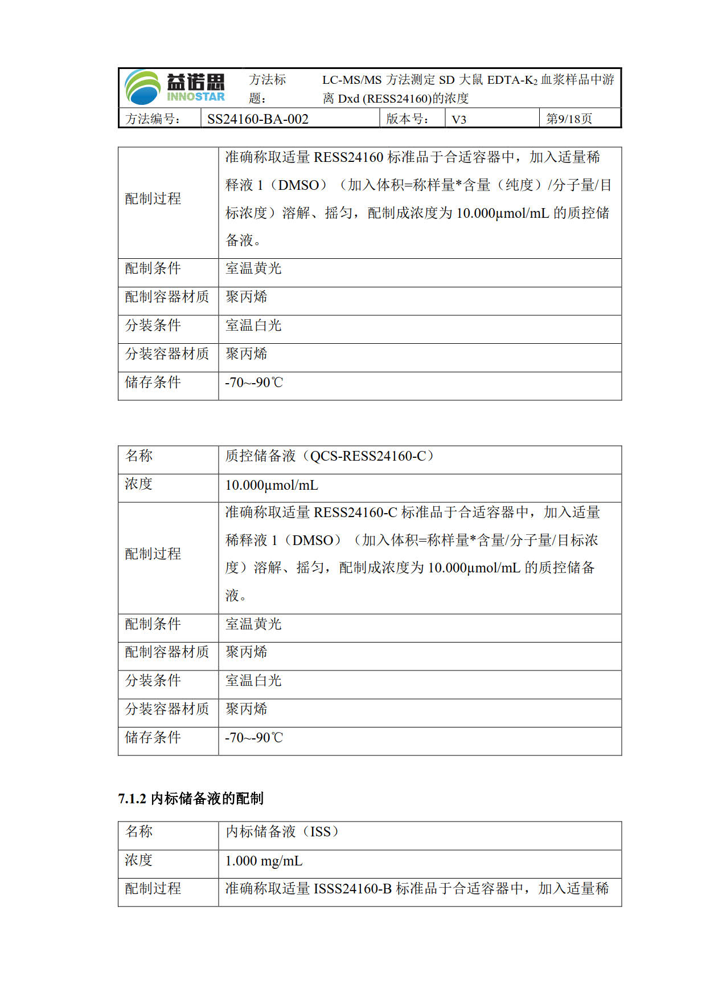 益诺思
INNOSTAR
方法标
题：
LC-MS/MS 方法测定 SD 大鼠 EDTA-K₂ 血浆样品中游
离 Dxd (RESS24160)的浓度
方法编号： SS24160-BA-002 版本号： V3 第9/18页
配制过程
准确称取适量 RESS24160 标准品于合适容器中，加入适量稀
释液 1（DMSO）（加入体积=称样量*含量（纯度）/分子量/目
标浓度）溶解、摇匀，配制成浓度为 10.000µmol/mL 的质控储
备液。
配制条件 室温黄光
配制容器材质 聚丙烯
分装条件 室温白光
分装容器材质 聚丙烯
储存条件 -70~-90℃
名称 质控储备液（QCS-RESS24160-C）
浓度 10.000µmol/mL
配制过程
准确称取适量 RESS24160-C 标准品于合适容器中，加入适量
稀释液 1（DMSO）（加入体积=称样量*含量/分子量/目标浓
度）溶解、摇匀，配制成浓度为 10.000µmol/mL 的质控储备
液。
配制条件 室温黄光
配制容器材质 聚丙烯
分装条件 室温白光
分装容器材质 聚丙烯
储存条件 -70~-90℃
7.1.2 内标储备液的配制
名称 内标储备液（ISS）
浓度 1.000 mg/mL
配制过程 准确称取适量 ISSS24160-B 标准品于合适容器中，加入适量稀